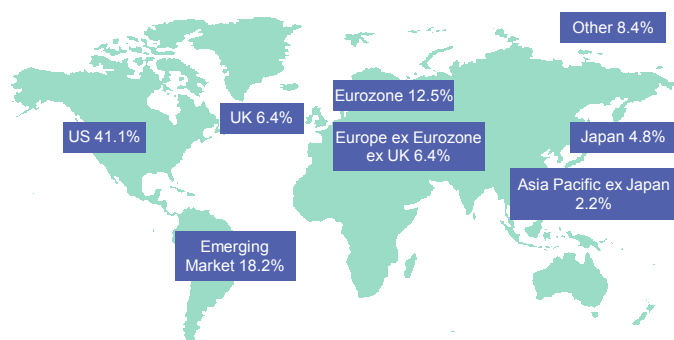 Other 8.4%
Eurozone 12.5%
UK 6.4%
US 41.1%
Europe ex Eurozone
ex UK 6.4%
Japan 4.8%
Asia Pacific ex Japan
2.2%
Emerging
Market 18.2%